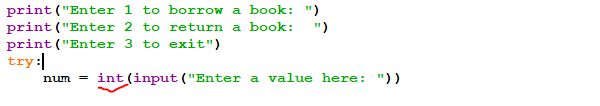 print("Enter 1 to borrow a book: ")
print("Enter 2 to return a book:  ")
print("Enter 3 to exit")
try:
    num = int(input("Enter a value here: "))